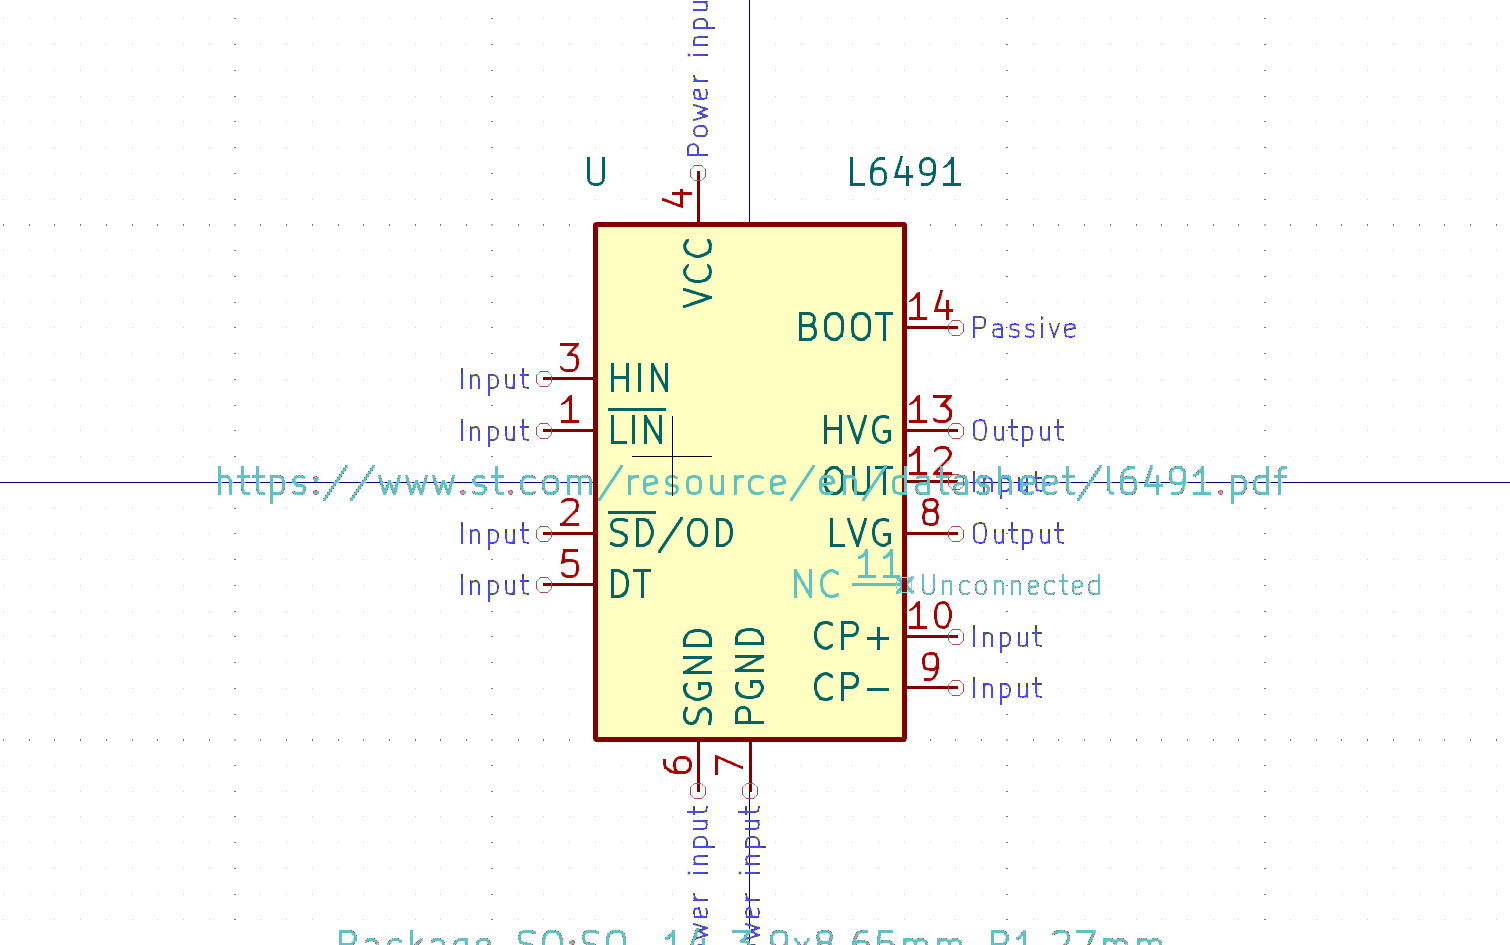 Power inpu
U
L6491
4
VCC
14
BOOT
Passive
3
Input
HIN
1
Input
LIN
13
HVG
Output
12
OUT
Input
https://www.st.com/resource/en/datasheet/l6491.pdf
2
Input
SD/OD
8
LVG
Output
5
Input
DT
11
NC
Unconnected
10
CP+
Input
9
CP-
Input
SGND
PGND
6
7
wer input
wer input
Package_SO:SO-14_3.9x8.65mm_P1.27mm